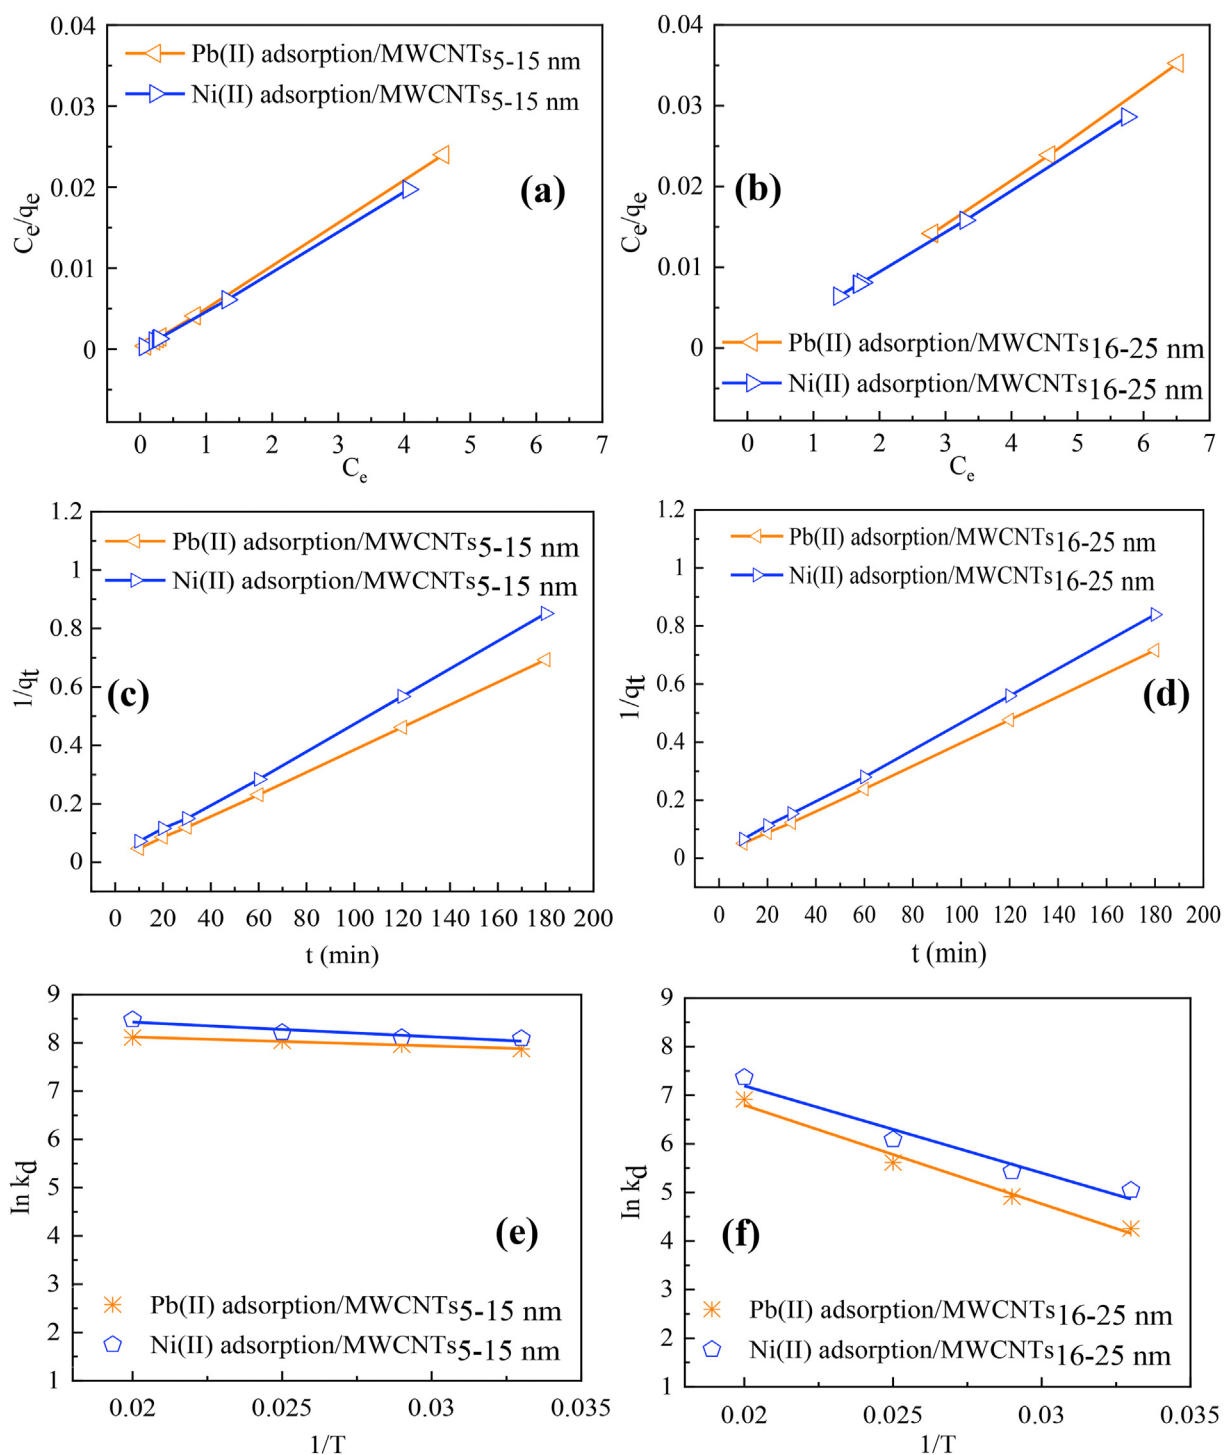 0.04
0.03
0.02
0.01
0
C_e/q_e
Pb(II) adsorption/MWCNTs5-15 nm
Ni(II) adsorption/MWCNTs5-15 nm
(a)
0 1 2 3 4 5 6 7
C_e
0.04
0.03
0.02
0.01
0
C_e/q_e
(b)
Pb(II) adsorption/MWCNTs16-25 nm
Ni(II) adsorption/MWCNTs16-25 nm
0 1 2 3 4 5 6 7
C_e
1.2
1
0.8
0.6
0.4
0.2
0
1/qt
Pb(II) adsorption/MWCNTs5-15 nm
Ni(II) adsorption/MWCNTs5-15 nm
(c)
0 20 40 60 80 100 120 140 160 180 200
t (min)
1.2
1
0.8
0.6
0.4
0.2
0
1/qt
Pb(II) adsorption/MWCNTs16-25 nm
Ni(II) adsorption/MWCNTs16-25 nm
(d)
0 20 40 60 80 100 120 140 160 180 200
t (min)
9
8
7
6
5
4
3
2
1
In kd
(e)
Pb(II) adsorption/MWCNTs5-15 nm
Ni(II) adsorption/MWCNTs5-15 nm
0.02 0.025 0.03 0.035
1/T
9
8
7
6
5
4
3
2
1
In kd
(f)
Pb(II) adsorption/MWCNTs16-25 nm
Ni(II) adsorption/MWCNTs16-25 nm
0.02 0.025 0.03 0.035
1/T